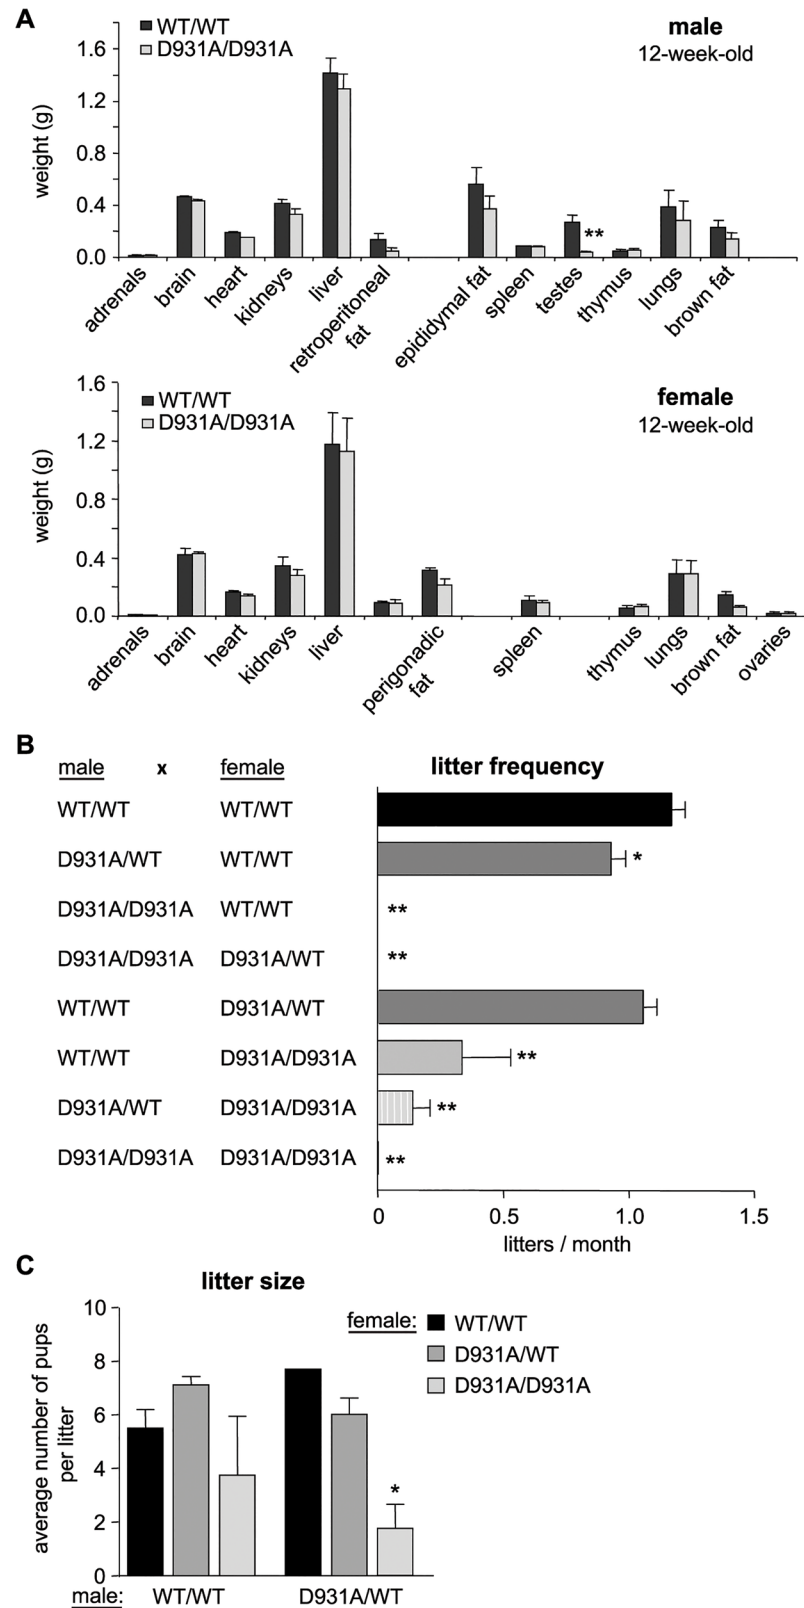 A
WT/WT
D931A/D931A
male
12-week-old
weight (g)
1.6
1.2
0.8
0.4
0.0
adrenals
brain
heart
kidneys
liver
retroperitoneal
fat
epididymal fat
spleen
testes
**
thymus
lungs
brown fat
WT/WT
D931A/D931A
female
12-week-old
weight (g)
1.6
1.2
0.8
0.4
0.0
adrenals
brain
heart
kidneys
liver
perigonadic
fat
spleen
thymus
lungs
brown fat
ovaries
B
male x female
litter frequency
WT/WT WT/WT
D931A/WT WT/WT *
D931A/D931A WT/WT **
D931A/D931A D931A/WT **
WT/WT D931A/WT
WT/WT D931A/D931A **
D931A/WT D931A/D931A **
D931A/D931A D931A/D931A **
0 0.5 1.0 1.5
litters / month
C
litter size
average number of pups
per litter
10
8
6
4
2
0
female: WT/WT
D931A/WT
D931A/D931A
*
male: WT/WT D931A/WT